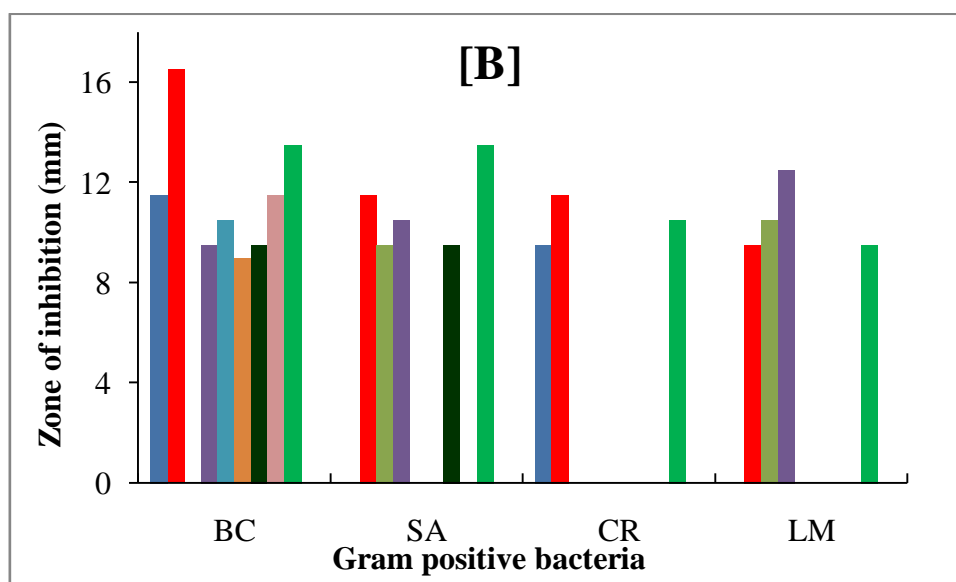 [B]
Zone of inhibition (mm)
16
12
8
4
0
BC SA CR LM
Gram positive bacteria